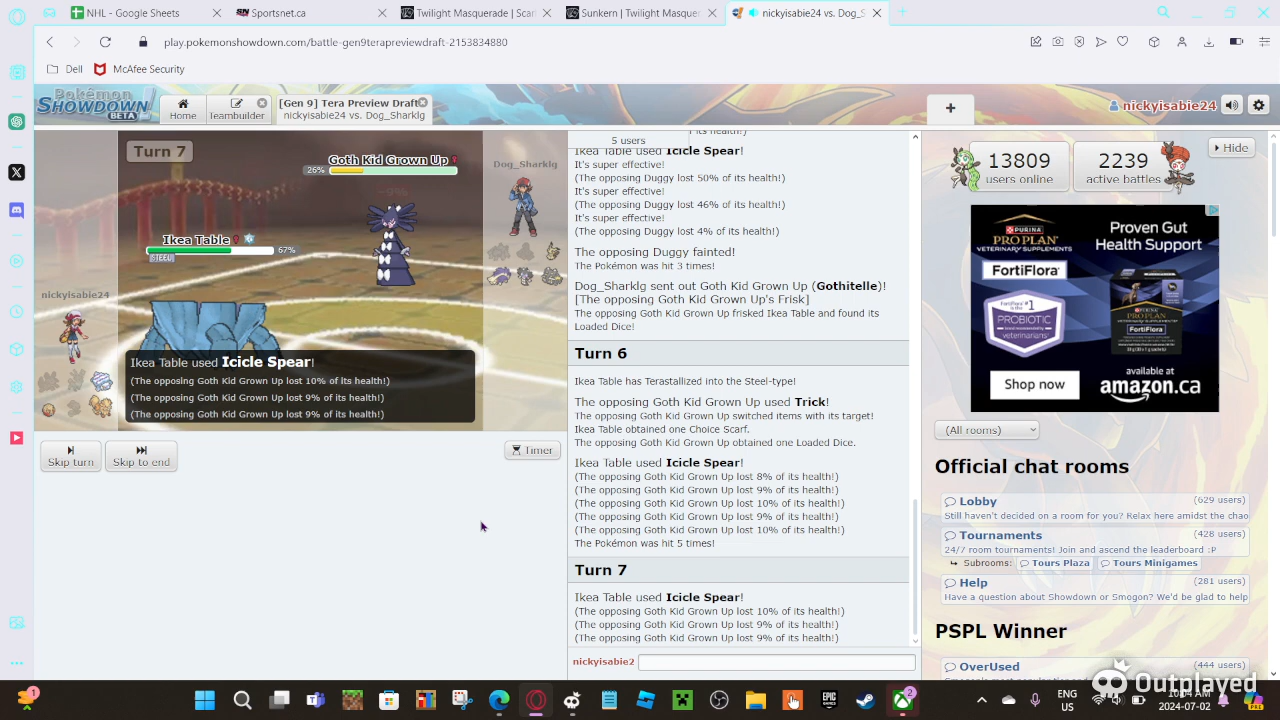 NHL - Google Sheets
Sportsnet.ca
Twilight Masquerade | Scarl
Sunkern | Twilight Masquer
nickyisabie24 vs. Dog_S
play.pokemonshowdown.com/battle-gen9terapreviewdraft-2153834880
Dell
McAfee Security
Pokémon
SHOWDOWN!
BETA
Home
Teambuilder
[Gen 9] Tera Preview Draft
nickyisabie24 vs. Dog_Sharklg
nickyisabie24
Turn 7
Goth Kid Grown Up
26%
Dog_Sharklg
Ikea Table
67%
STEEL
nickyisabie24
Ikea Table used Icicle Spear!
(The opposing Goth Kid Grown Up lost 10% of its health!)
(The opposing Goth Kid Grown Up lost 9% of its health!)
(The opposing Goth Kid Grown Up lost 9% of its health!)
Skip turn
Skip to end
Timer
5 users
Ikea Table used Icicle Spear!
It's super effective!
(The opposing Duggy lost 50% of its health!)
It's super effective!
(The opposing Duggy lost 46% of its health!)
It's super effective!
(The opposing Duggy lost 4% of its health!)
The opposing Duggy fainted!
The Pokémon was hit 3 times!
Dog_Sharklg sent out Goth Kid Grown Up (Gothitelle)!
[The opposing Goth Kid Grown Up's Frisk]
The opposing Goth Kid Grown Up frisked Ikea Table and found its
Loaded Dice!
Turn 6
Ikea Table has Terastallized into the Steel-type!
The opposing Goth Kid Grown Up used Trick!
The opposing Goth Kid Grown Up switched items with its target!
Ikea Table obtained one Choice Scarf.
The opposing Goth Kid Grown Up obtained one Loaded Dice.
Ikea Table used Icicle Spear!
(The opposing Goth Kid Grown Up lost 8% of its health!)
(The opposing Goth Kid Grown Up lost 9% of its health!)
(The opposing Goth Kid Grown Up lost 10% of its health!)
(The opposing Goth Kid Grown Up lost 9% of its health!)
(The opposing Goth Kid Grown Up lost 10% of its health!)
The Pokémon was hit 5 times!
Turn 7
Ikea Table used Icicle Spear!
(The opposing Goth Kid Grown Up lost 10% of its health!)
(The opposing Goth Kid Grown Up lost 9% of its health!)
(The opposing Goth Kid Grown Up lost 9% of its health!)
nickyisabie2
13809
users online
2239
active battles
Hide
PURINA
PRO PLAN
VETERINARY SUPPLEMENTS
FortiFlora
#1
PROBIOTIC
Shop now
Proven Gut
Health Support
available at
amazon.ca
(All rooms)
Official chat rooms
Lobby
(629 users)
Still haven't decided on a room for you? Relax here amidst the chao
Tournaments
(428 users)
24/7 room tournaments! Join and ascend the leaderboard :P
Subrooms:
Tours Plaza
Tours Minigames
Help
(281 users)
Have a question about Showdown or Smogon? We'd be glad to help
PSPL Winner
OverUsed
(444 users)
Outplayed
ENG
US
AM
2024-07-02